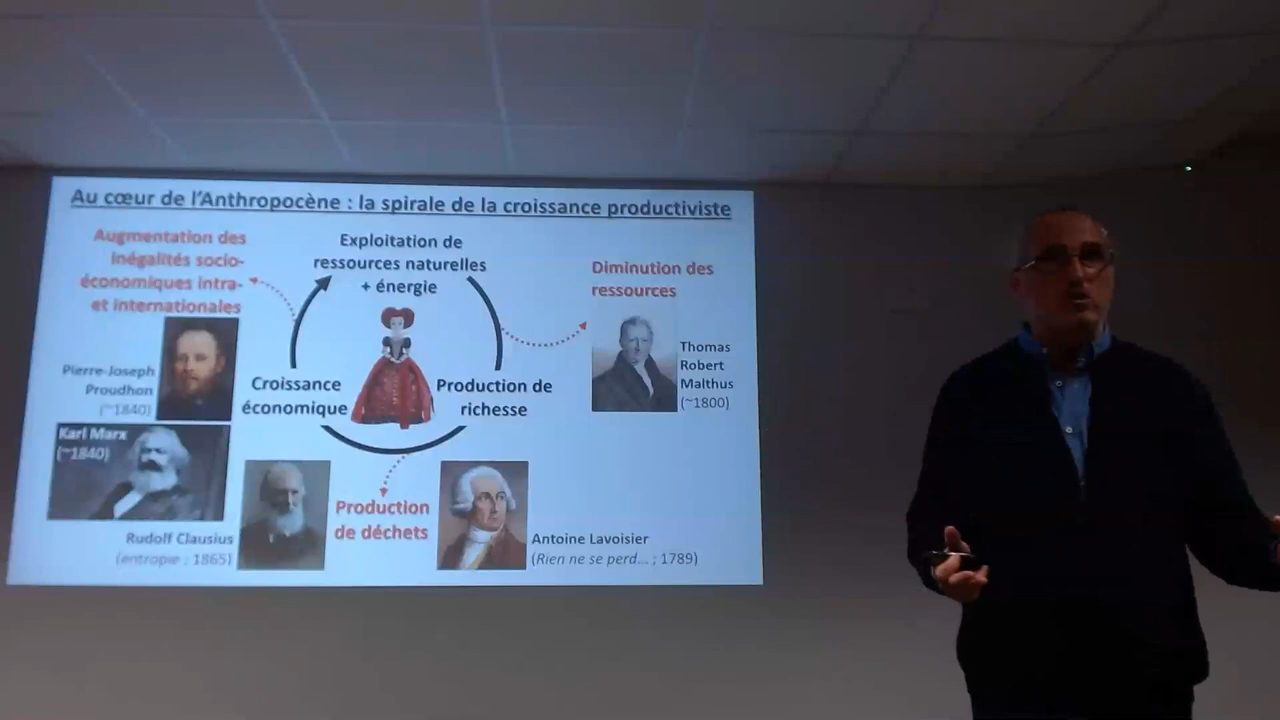 Au cœur de l'Anthropocène : la spirale de la croissance productiviste
Augmentation des
inégalités socio-
économiques intra-
et internationales
Exploitation de
ressources naturelles
+ énergie
Diminution des
ressources
Pierre-Joseph
Proudhon
(~1840)
Thomas
Robert
Malthus
(~1800)
Croissance
économique
Production de
richesse
Karl Marx
(~1840)
Production
de déchets
Rudolf Clausius
(entropie : 1865)
Antoine Lavoisier
(Rien ne se perd... ; 1789)